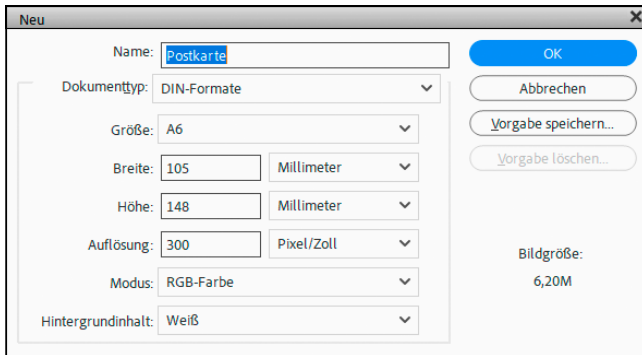 Neu
Name: Postkarte
OK
Dokumenttyp: DIN-Formate
Abbrechen
Größe: A6
Vorgabe speichern...
Breite: 105 Millimeter
Vorgabe löschen...
Höhe: 148 Millimeter
Auflösung: 300 Pixel/Zoll
Bildgröße:
6,20M
Modus: RGB-Farbe
Hintergrundinhalt: Weiß